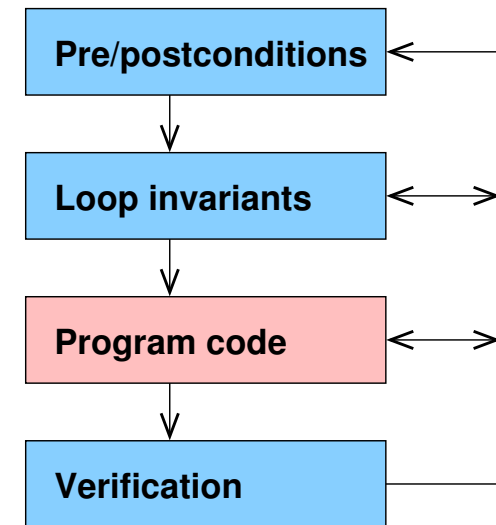 Pre/postconditions
Loop invariants
Program code
Verification